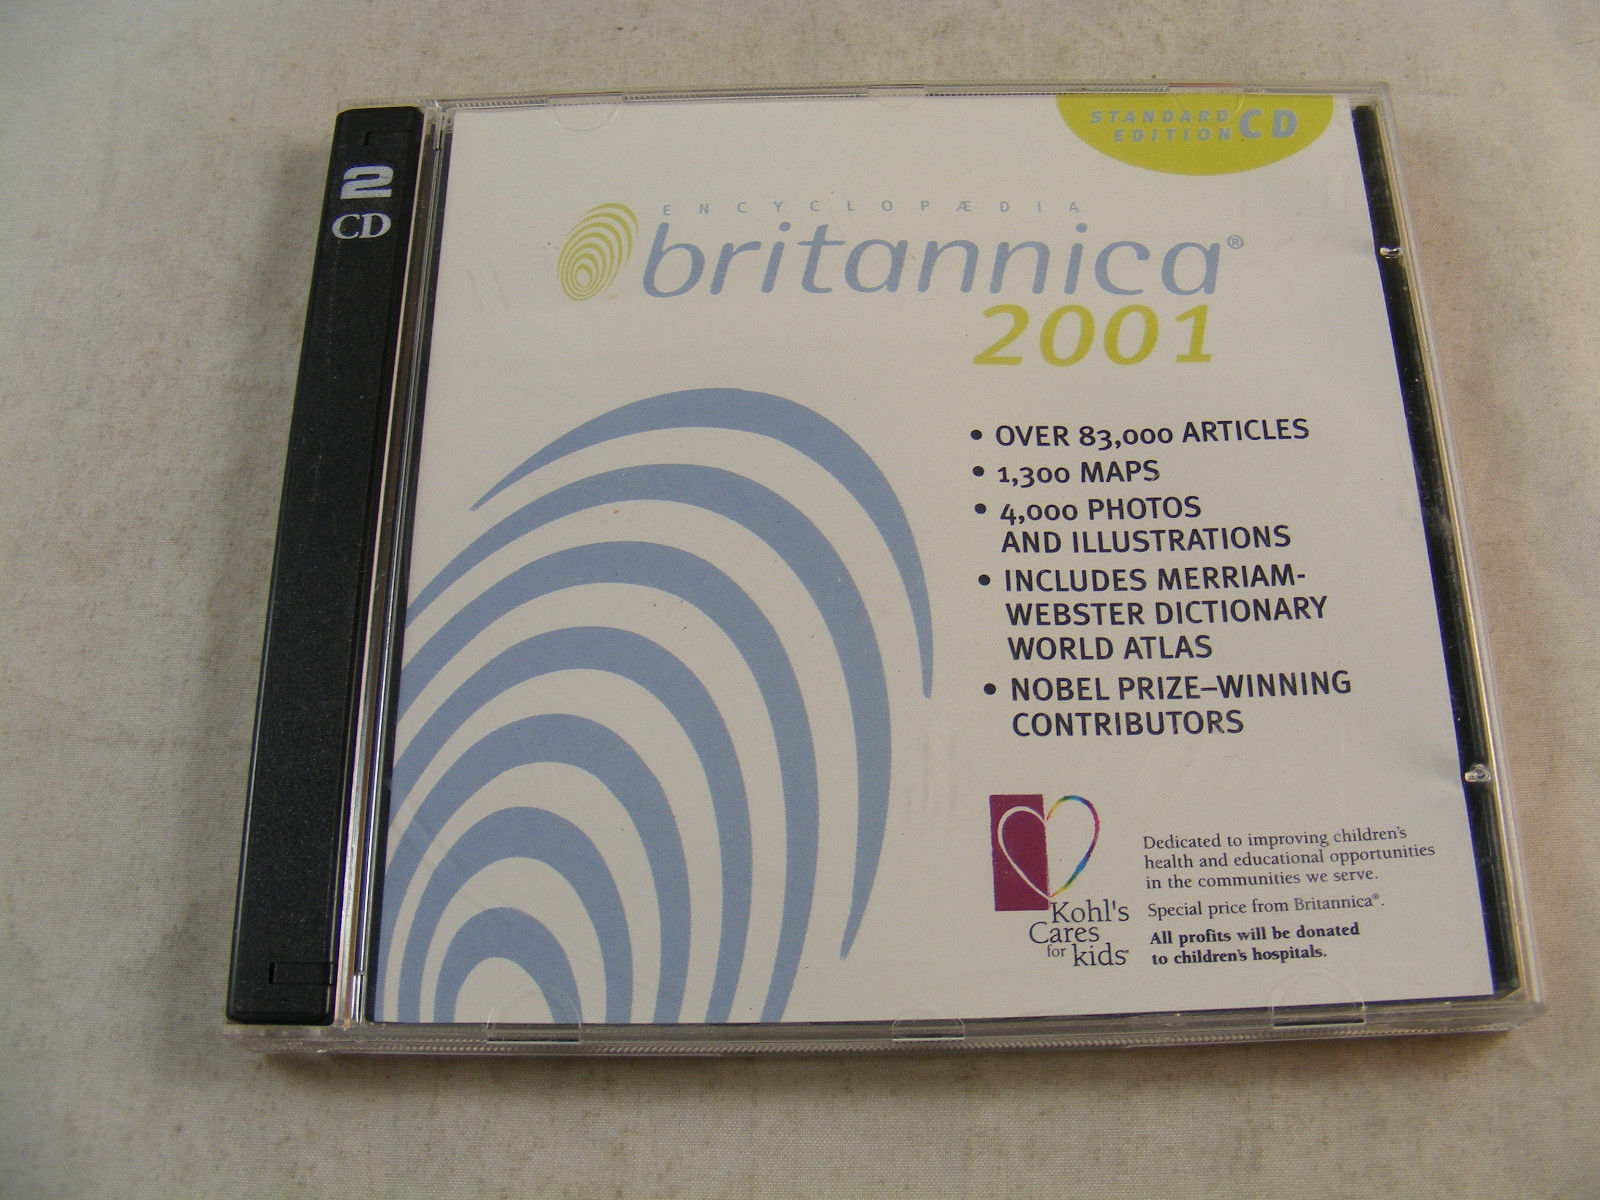 2
CD
STANDARD
EDITION CD
ENCYCLOPÆDIA
britannica®
2001
• OVER 83,000 ARTICLES
• 1,300 MAPS
• 4,000 PHOTOS
AND ILLUSTRATIONS
• INCLUDES MERRIAM-
WEBSTER DICTIONARY
WORLD ATLAS
• NOBEL PRIZE–WINNING
CONTRIBUTORS
Kohl's
Cares
for kids®
Dedicated to improving children's
health and educational opportunities
in the communities we serve.
Special price from Britannica®.
All profits will be donated
to children's hospitals.